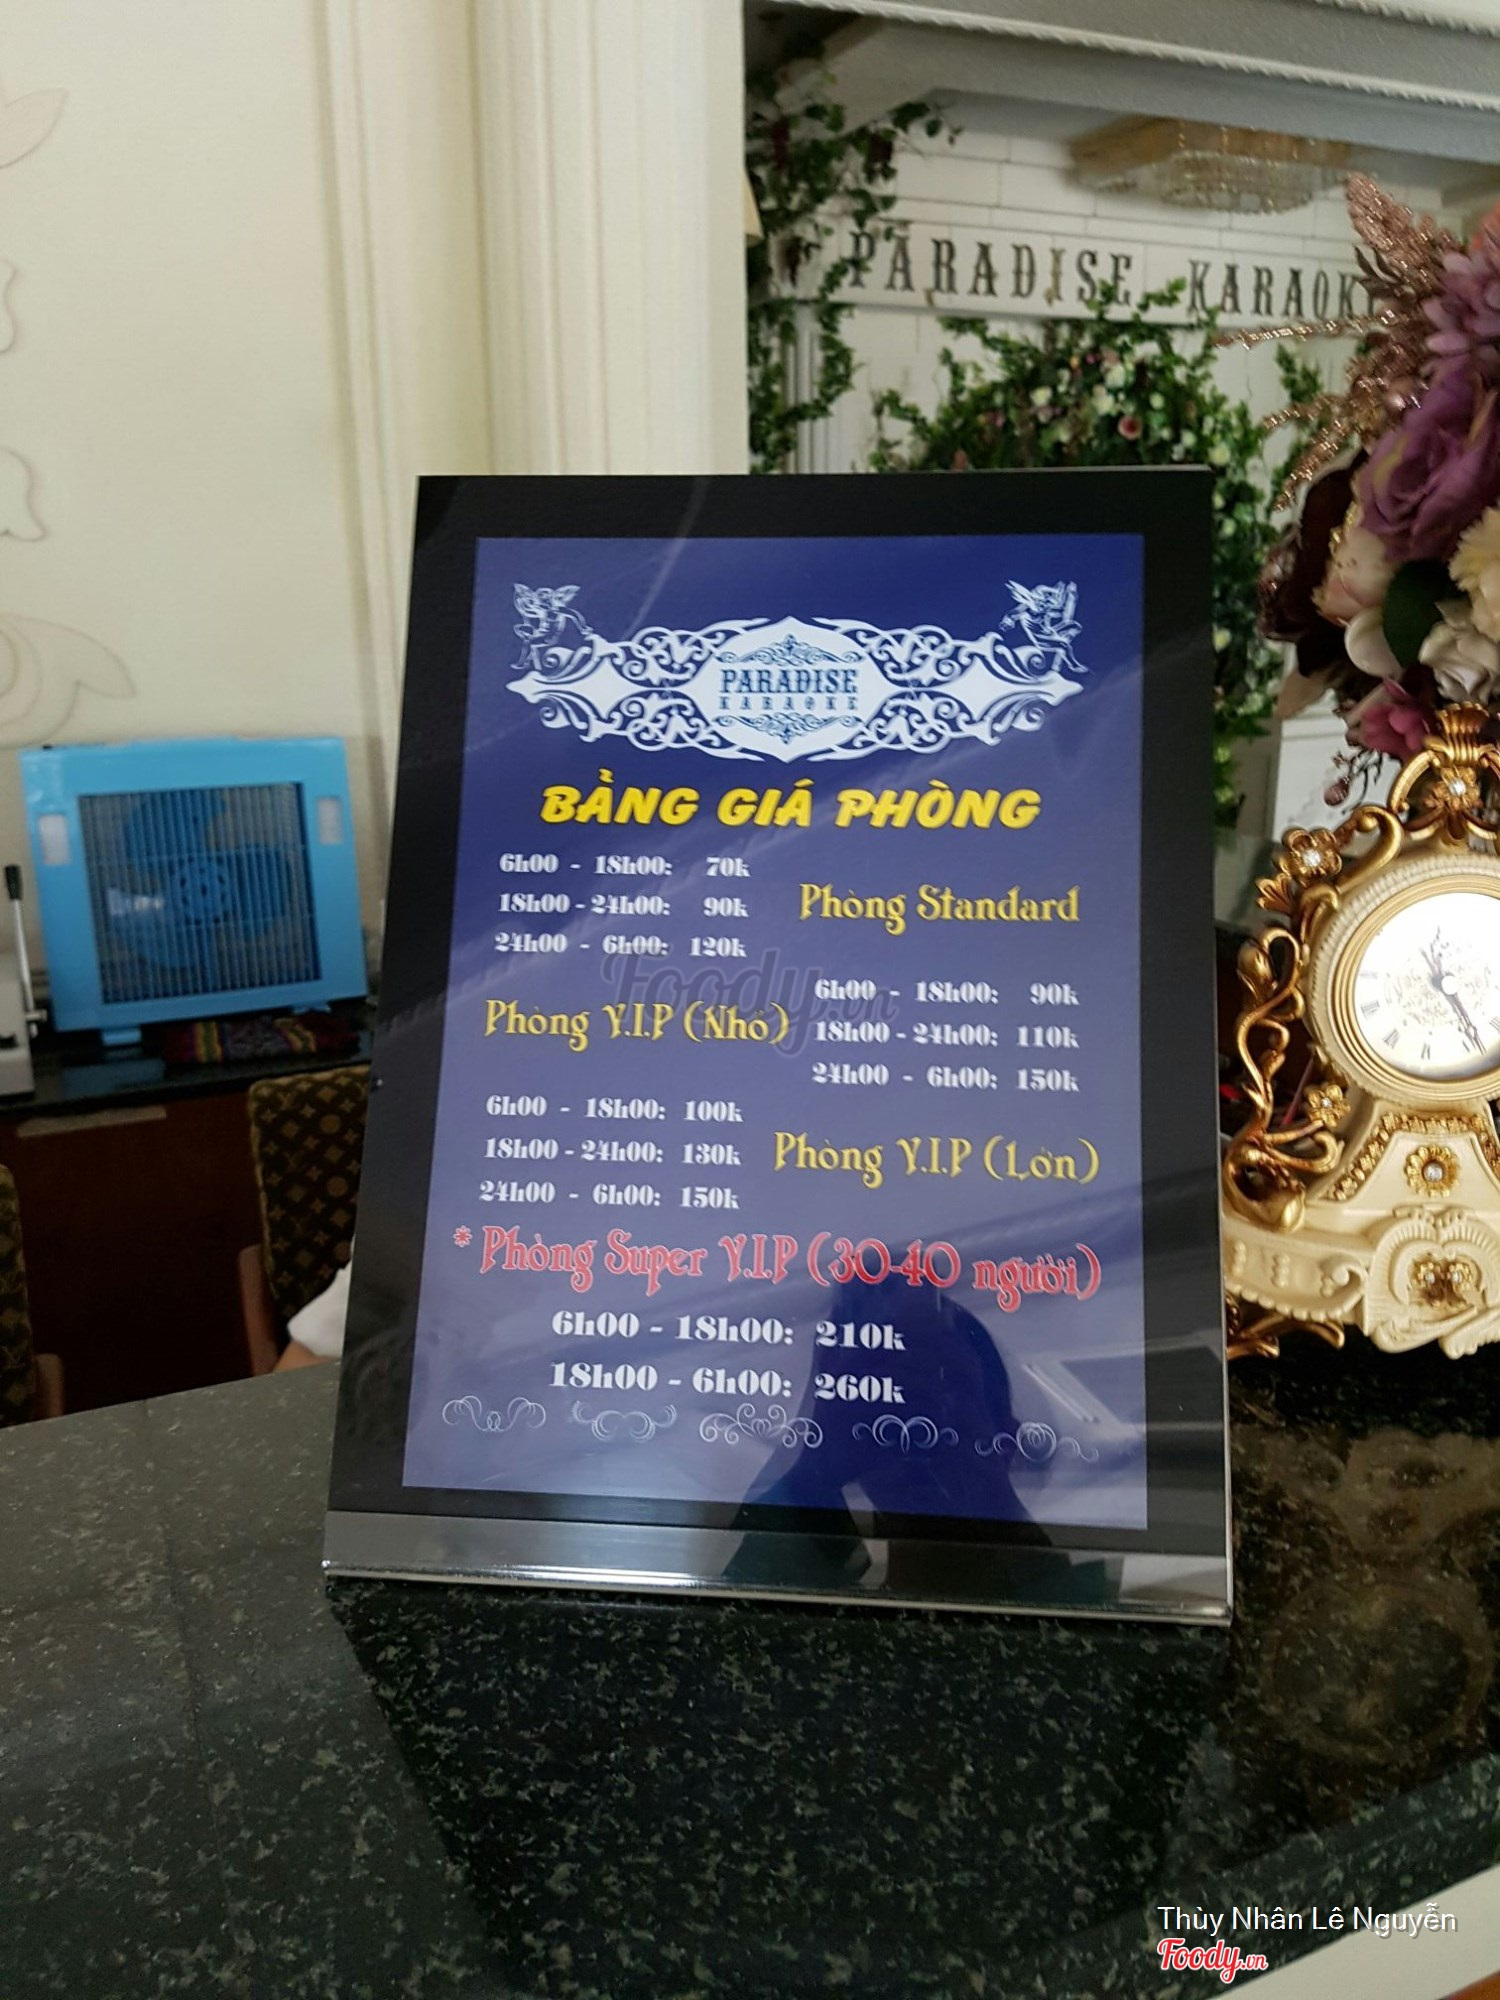 PARADISE KARAOKE
PARADISE
KARAOKE
BẢNG GIÁ PHÒNG
6h00 - 18h00: 70k
18h00 - 24h00: 90k
24h00 - 6h00: 120k
Phòng Standard
Phòng V.I.P (Nhỏ)
6h00 - 18h00: 90k
18h00 - 24h00: 110k
24h00 - 6h00: 150k
6h00 - 18h00: 100k
18h00 - 24h00: 130k
24h00 - 6h00: 150k
Phòng V.I.P (Lớn)
* Phòng Super V.I.P (30-40 người)
6h00 - 18h00: 210k
18h00 - 6h00: 260k
Foody.vn
Thùy Nhân Lê Nguyễn
Foody.vn